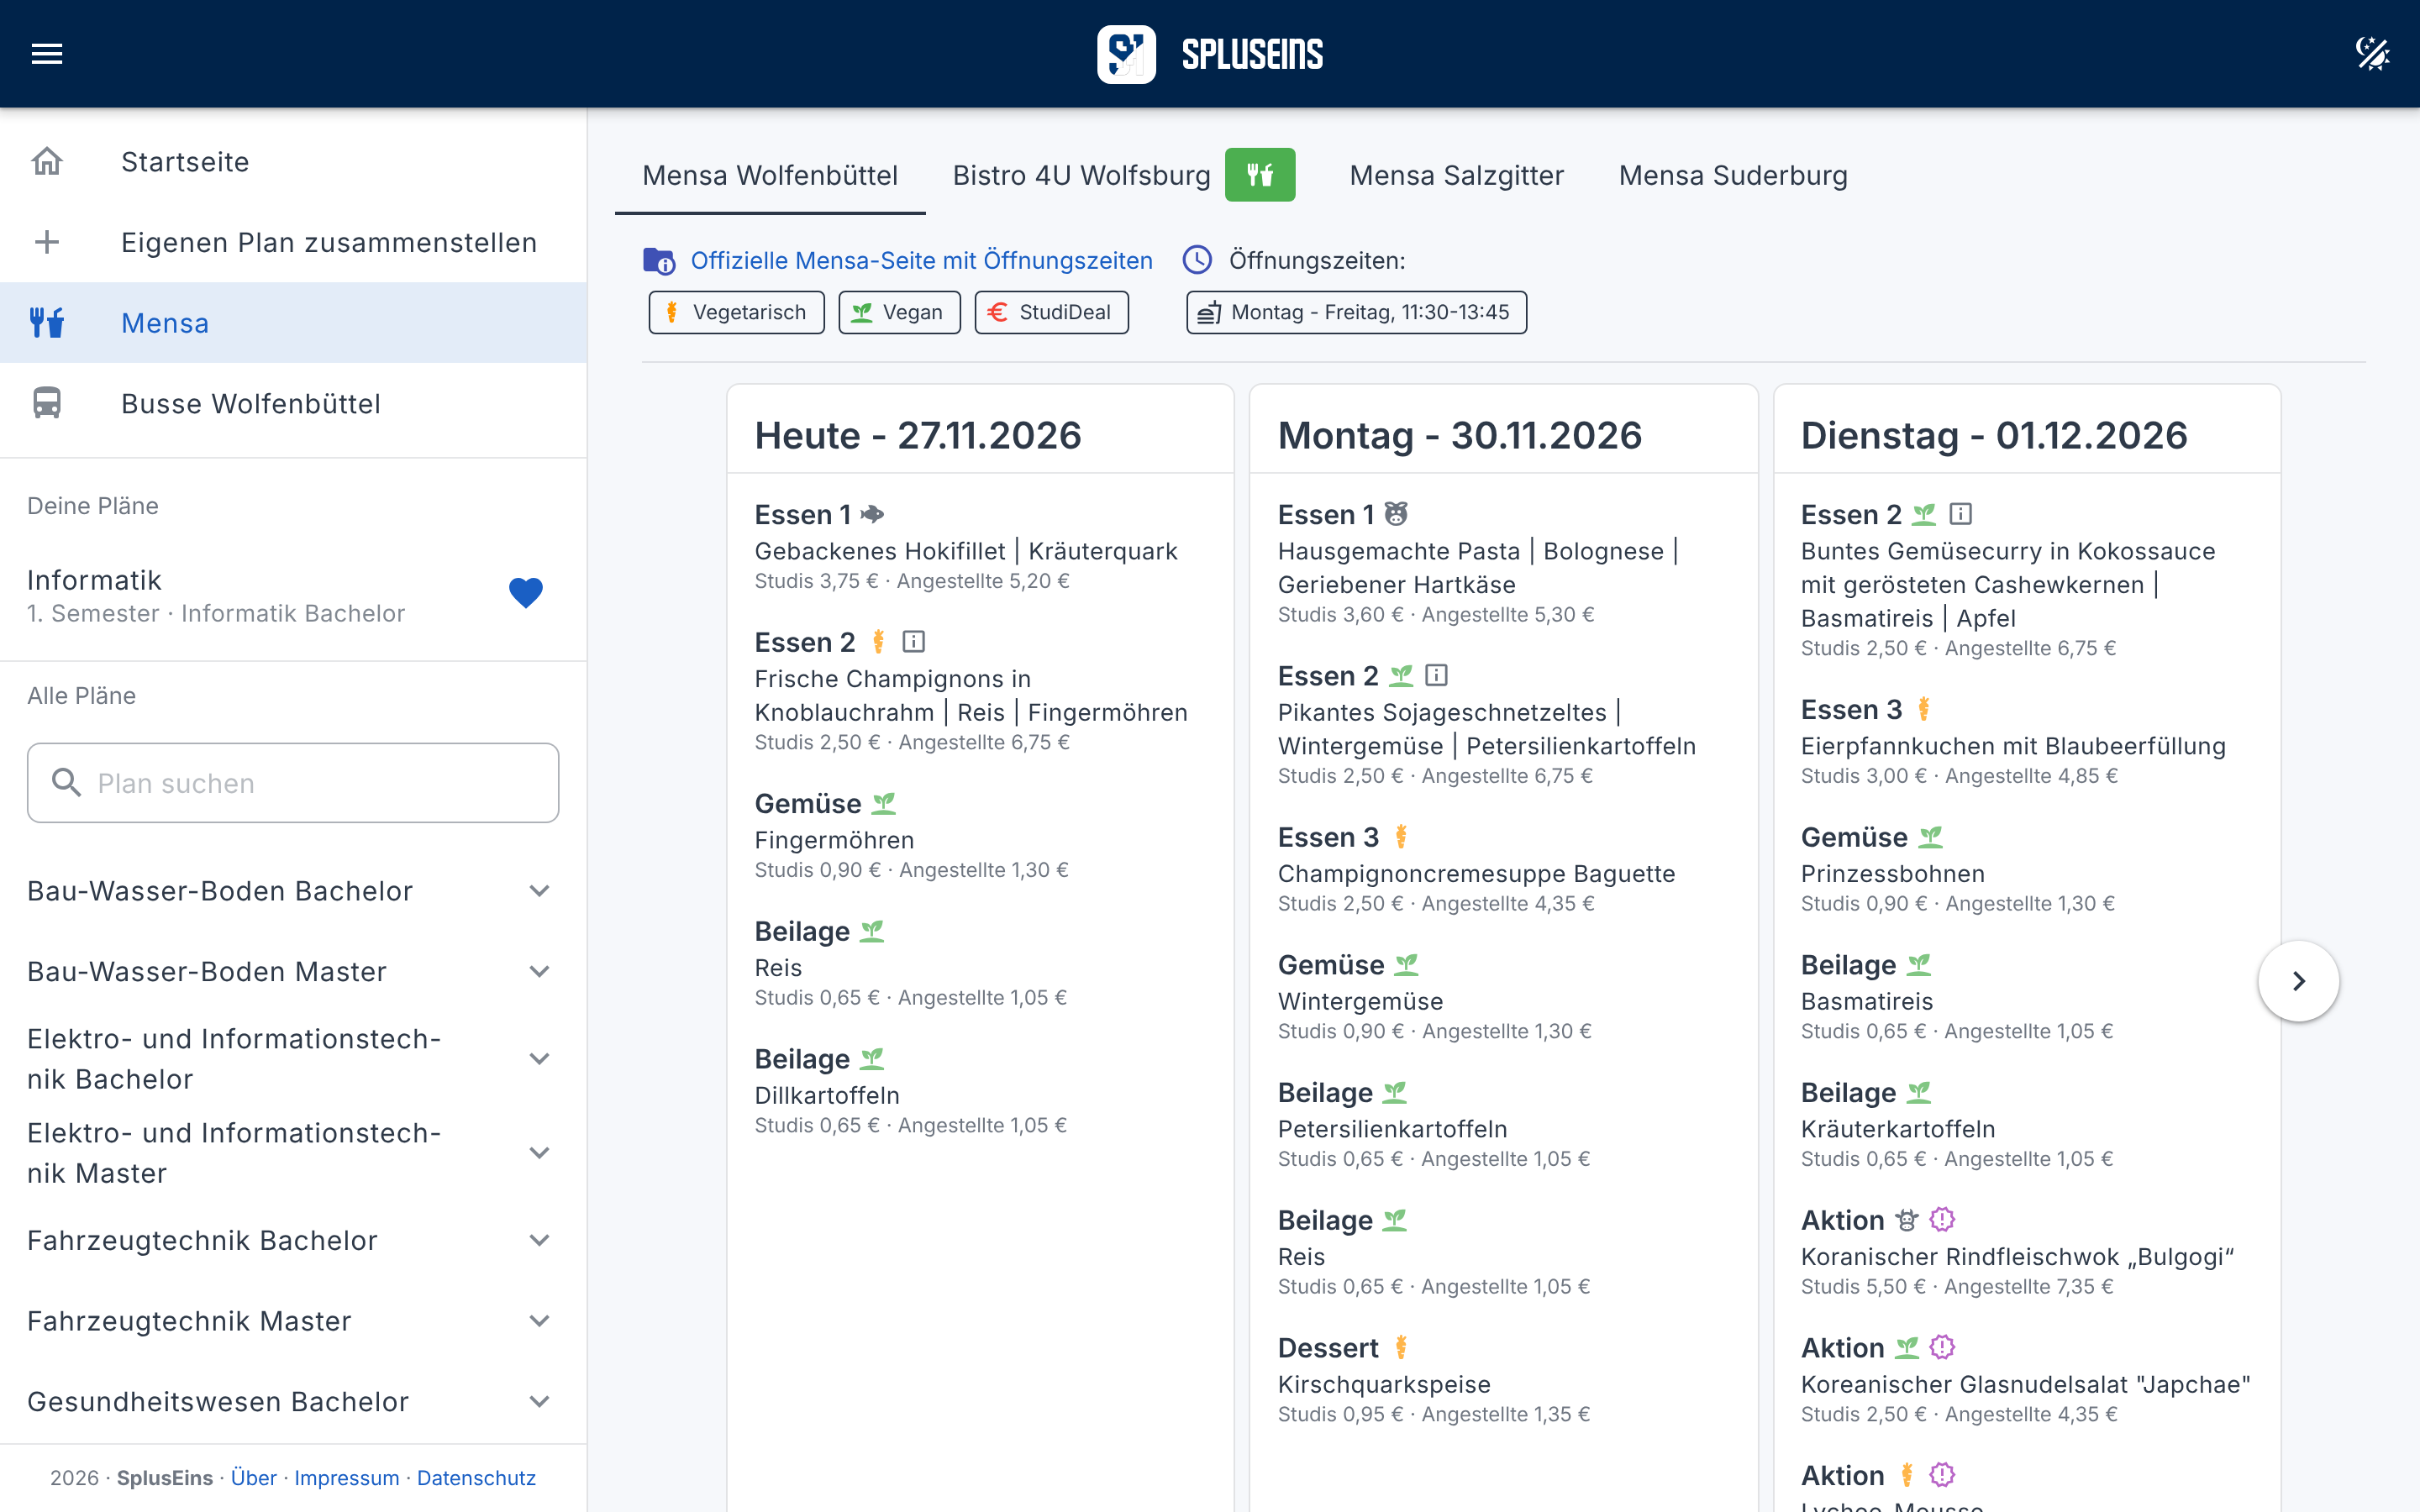 SPLUSEINS
Startseite
Eigenen Plan zusammenstellen
Mensa
Busse Wolfenbüttel
Deine Pläne
Informatik
1. Semester · Informatik Bachelor
Alle Pläne
Plan suchen
Bau-Wasser-Boden Bachelor
Bau-Wasser-Boden Master
Elektro- und Informationstech-
nik Bachelor
Elektro- und Informationstech-
nik Master
Fahrzeugtechnik Bachelor
Fahrzeugtechnik Master
Gesundheitswesen Bachelor
2026 · SplusEins · Über · Impressum · Datenschutz
Mensa Wolfenbüttel
Bistro 4U Wolfsburg
Mensa Salzgitter
Mensa Suderburg
Offizielle Mensa-Seite mit Öffnungszeiten
Öffnungszeiten:
Vegetarisch
Vegan
StudiDeal
Montag - Freitag, 11:30-13:45
Heute - 27.11.2026
Essen 1
Gebackenes Hokifillet | Kräuterquark
Studis 3,75 € · Angestellte 5,20 €
Essen 2
Frische Champignons in
Knoblauchrahm | Reis | Fingermöhren
Studis 2,50 € · Angestellte 6,75 €
Gemüse
Fingermöhren
Studis 0,90 € · Angestellte 1,30 €
Beilage
Reis
Studis 0,65 € · Angestellte 1,05 €
Beilage
Dillkartoffeln
Studis 0,65 € · Angestellte 1,05 €
Montag - 30.11.2026
Essen 1
Hausgemachte Pasta | Bolognese |
Geriebener Hartkäse
Studis 3,60 € · Angestellte 5,30 €
Essen 2
Pikantes Sojageschnetzeltes |
Wintergemüse | Petersilienkartoffeln
Studis 2,50 € · Angestellte 6,75 €
Essen 3
Champignoncremesuppe Baguette
Studis 2,50 € · Angestellte 4,35 €
Gemüse
Wintergemüse
Studis 0,90 € · Angestellte 1,30 €
Beilage
Petersilienkartoffeln
Studis 0,65 € · Angestellte 1,05 €
Beilage
Reis
Studis 0,65 € · Angestellte 1,05 €
Dessert
Kirschquarkspeise
Studis 0,95 € · Angestellte 1,35 €
Dienstag - 01.12.2026
Essen 2
Buntes Gemüsecurry in Kokossauce
mit gerösteten Cashewkernen |
Basmatireis | Apfel
Studis 2,50 € · Angestellte 6,75 €
Essen 3
Eierpfannkuchen mit Blaubeerfüllung
Studis 3,00 € · Angestellte 4,85 €
Gemüse
Prinzessbohnen
Studis 0,90 € · Angestellte 1,30 €
Beilage
Basmatireis
Studis 0,65 € · Angestellte 1,05 €
Beilage
Kräuterkartoffeln
Studis 0,65 € · Angestellte 1,05 €
Aktion
Koranischer Rindfleischwok „Bulgogi“
Studis 5,50 € · Angestellte 7,35 €
Aktion
Koreanischer Glasnudelsalat "Japchae"
Studis 2,50 € · Angestellte 4,35 €
Aktion